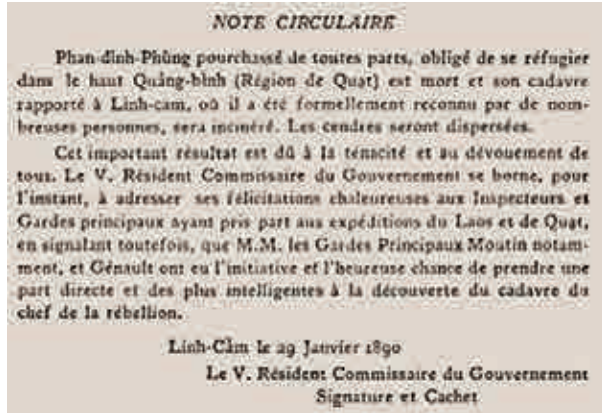 NOTE CIRCULAIRE
Phan-đinh-Phùng pourchassé de toutes parts, obligé de se réfugier
dans le haut Quảng-bình (Région de Quat) est mort et son cadavre
rapporté à Linh-cam, où il a été formellement reconnu par de nom-
breuses personnes, sera incinéré. Les cendres seront dispersées.
Cet important résultat est dû à la ténacité et au dévouement de
tous. Le V. Résident Commissaire du Gouvernement se borne, pour
l'instant, à adresser ses félicitations chaleureuses aux Inspecteurs et
Gardes principaux ayant pris part aux expéditions du Laos et de Quat,
en signalant toutefois, que M.M. les Gardes Principaux Moutin notam-
ment, et Génault ont eu l'initiative et l'heureuse chance de prendre une
part directe et des plus intelligentes à la découverte du cadavre du
chef de la rébellion.
Linh-Cảm le 29 Janvier 1890
Le V. Résident Commissaire du Gouvernement
Signature et Cachet